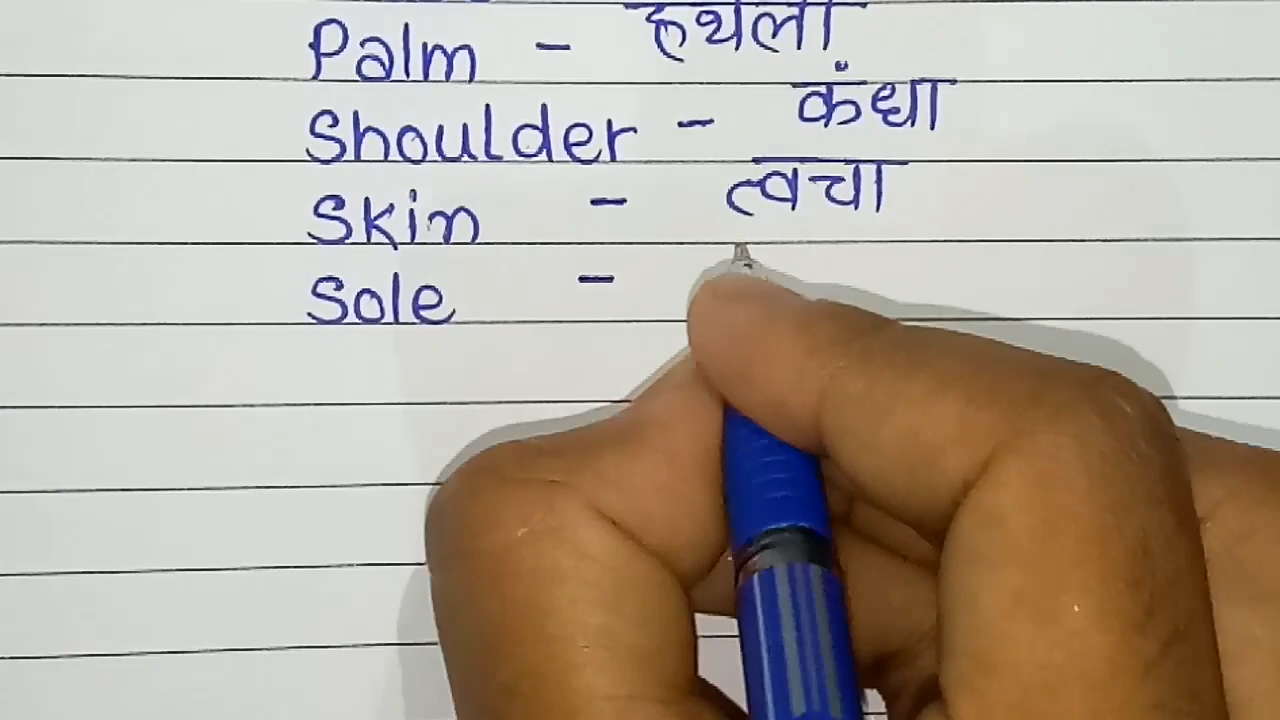 Palm - हथेली
Shoulder - कंधा
Skin - त्वचा
Sole -